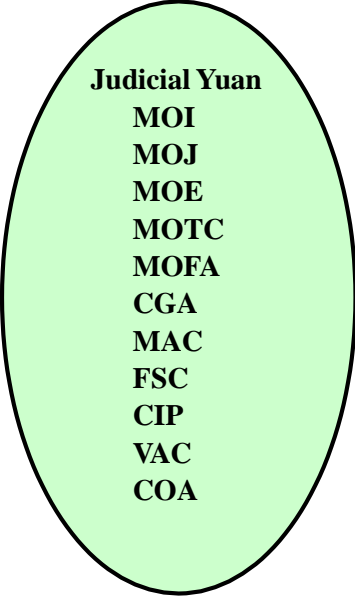 Judicial Yuan
MOI
MOJ
MOE
MOTC
MOFA
CGA
MAC
FSC
CIP
VAC
COA